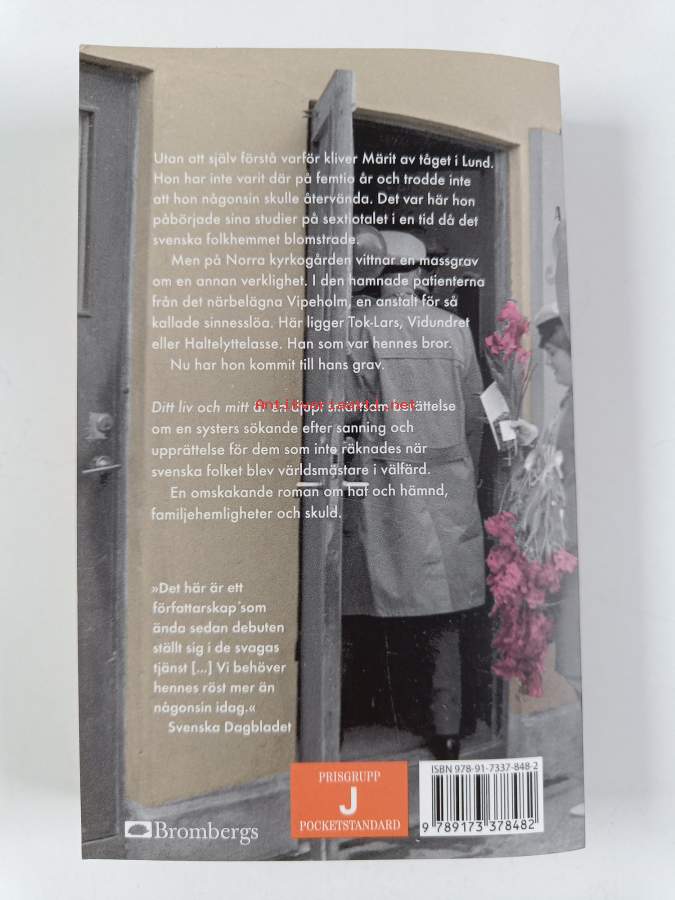 Utan att själv förstå varför kliver Märit av tåget i Lund.
Hon har inte varit där på femtio år och trodde inte
att hon någonsin skulle återvända. Det var här hon
påbörjade sina studier på sextiotalet i en tid då det
svenska folkhemmet blomstrade.
Men på Norra kyrkogården vittnar en massgrav
om en annan verklighet. I den hamnade patienterna
från det närbelägna Vipeholm, en anstalt för så
kallade sinnesslöa. Här ligger Tok-Lars, Vidundret
eller Haltelyttelasse. Han som var hennes bror.
Nu har hon kommit till hans grav.
Ditt liv och mitt är en djupt smärtsam berättelse
Antikvariaatti.net
om en systers sökande efter sanning och
upprättelse för dem som inte räknades när
svenska folket blev världsmästare i välfärd.
En omskakande roman om hat och hämnd,
familjehemligheter och skuld.
»Det här är ett
författarskap som
ända sedan debuten
ställt sig i de svagas
tjänst [...] Vi behöver
hennes röst mer än
någonsin idag.«
Svenska Dagbladet
PRISGRUPP
J
POCKETSTANDARD
ISBN 978-91-7337-848-2
9 789173 378482
Brombergs